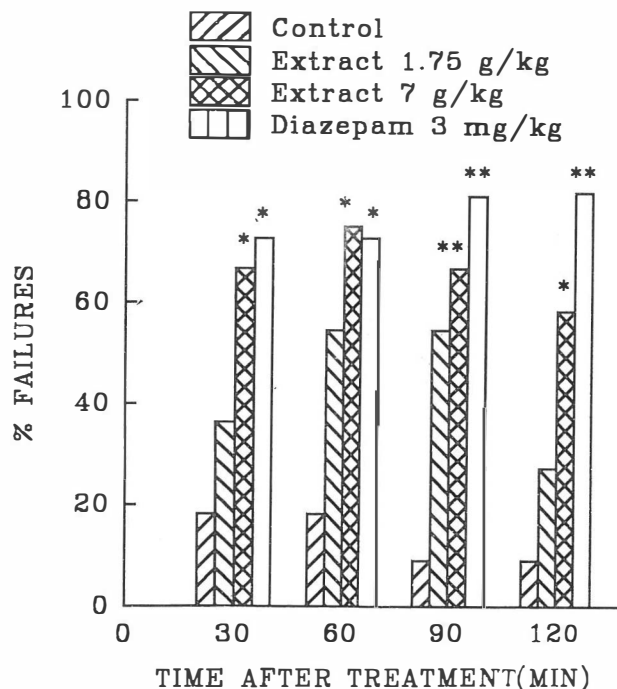 Control
Extract 1.75 g/kg
Extract 7 g/kg
Diazepam 3 mg/kg
100
80
60
40
20
0
% FAILURES
* * * * ** ** ** *
0 30 60 90 120
TIME AFTER TREATMENT(MIN)